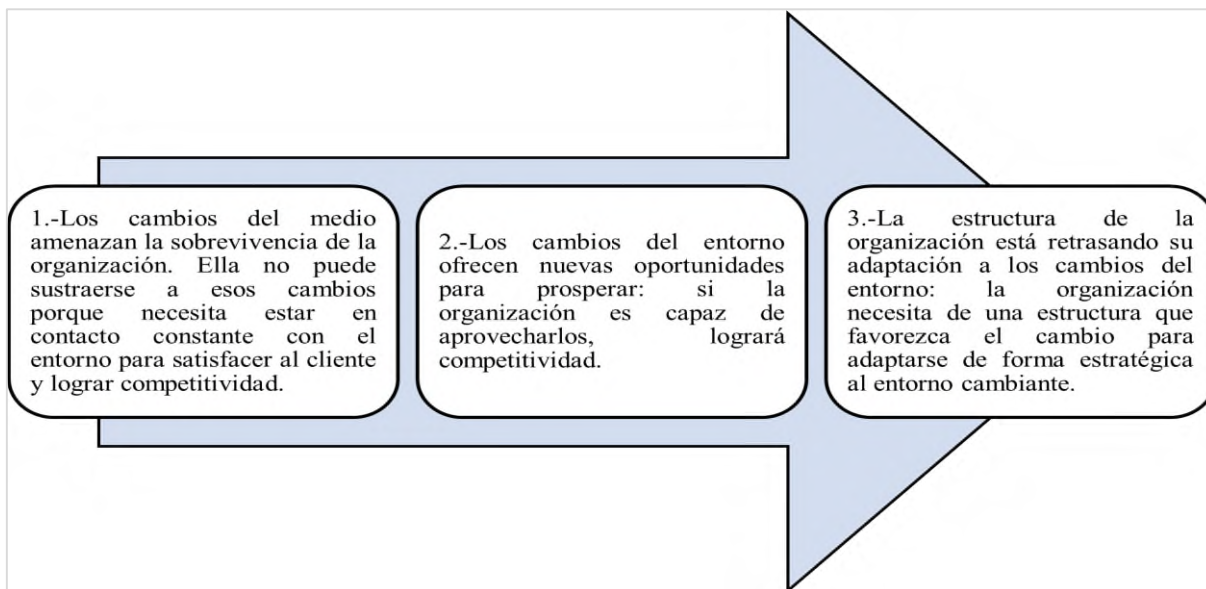 1.-Los cambios del medio
amenazan la sobrevivencia de la
organización. Ella no puede
sustraerse a esos cambios
porque necesita estar en
contacto constante con el
entorno para satisfacer al cliente
y lograr competitividad.
2.-Los cambios del entorno
ofrecen nuevas oportunidades
para prosperar: si la
organización es capaz de
aprovecharlos, logrará
competitividad.
3.-La estructura de la
organización está retrasando su
adaptación a los cambios del
entorno: la organización
necesita de una estructura que
favorezca el cambio para
adaptarse de forma estratégica
al entorno cambiante.